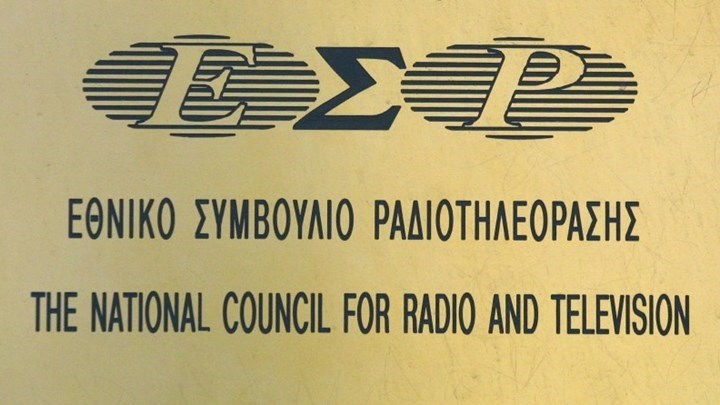 ΕΣΡ
ΕΘΝΙΚΟ ΣΥΜΒΟΥΛΙΟ ΡΑΔΙΟΤΗΛΕΟΡΑΣΗΣ
THE NATIONAL COUNCIL FOR RADIO AND TELEVISION